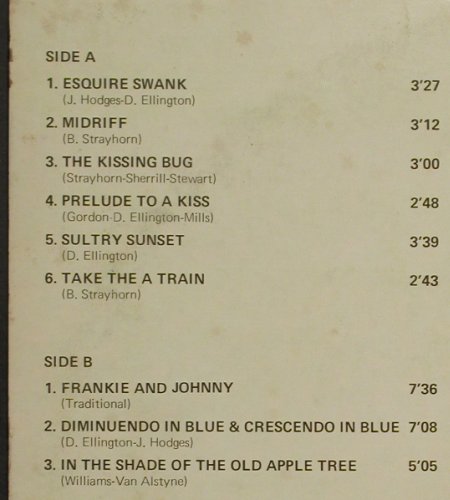 SIDE A
1. ESQUIRE SWANK 3'27
(J. Hodges-D. Ellington)
2. MIDRIFF 3'12
(B. Strayhorn)
3. THE KISSING BUG 3'00
(Strayhorn-Sherrill-Stewart)
4. PRELUDE TO A KISS 2'48
(Gordon-D. Ellington-Mills)
5. SULTRY SUNSET 3'39
(D. Ellington)
6. TAKE THE A TRAIN 2'43
(B. Strayhorn)
SIDE B
1. FRANKIE AND JOHNNY 7'36
(Traditional)
2. DIMINUENDO IN BLUE & CRESCENDO IN BLUE 7'08
(D. Ellington-J. Hodges)
3. IN THE SHADE OF THE OLD APPLE TREE 5'05
(Williams-Van Alstyne)